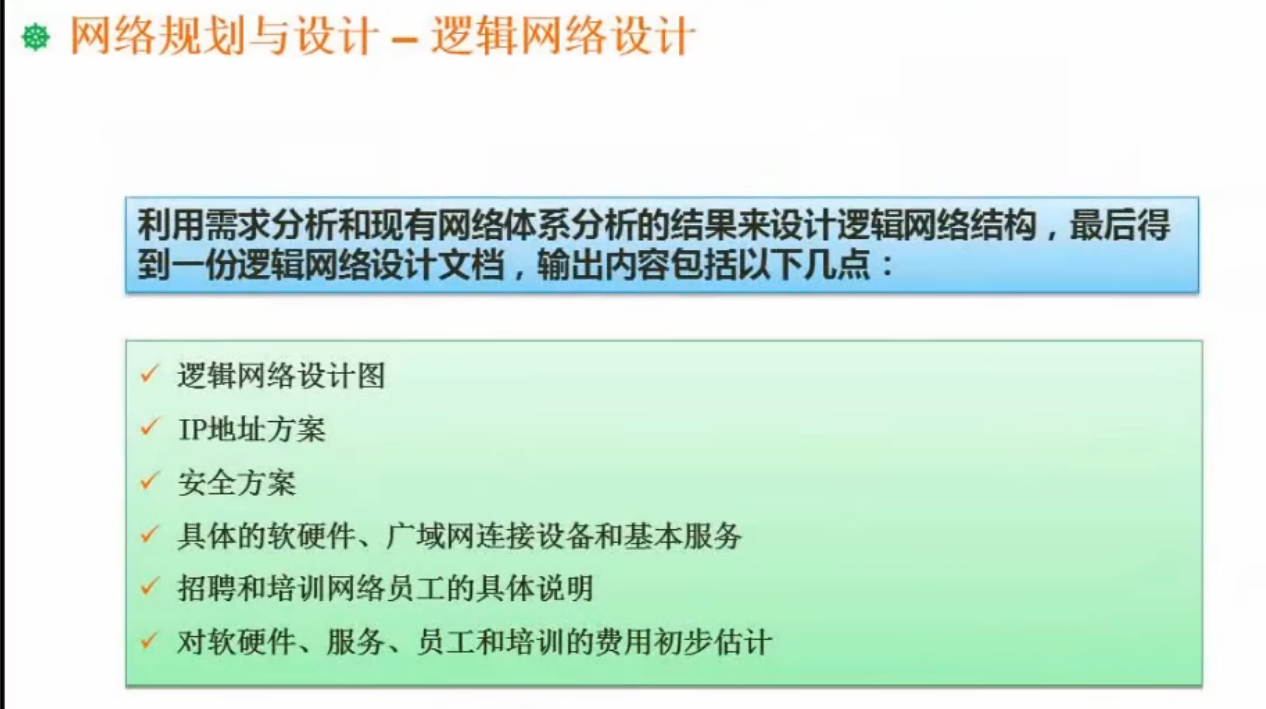 网络规划与设计 – 逻辑网络设计
利用需求分析和现有网络体系分析的结果来设计逻辑网络结构，最后得
到一份逻辑网络设计文档，输出内容包括以下几点：
✓ 逻辑网络设计图
✓ IP地址方案
✓ 安全方案
✓ 具体的软硬件、广域网连接设备和基本服务
✓ 招聘和培训网络员工的具体说明
✓ 对软硬件、服务、员工和培训的费用初步估计